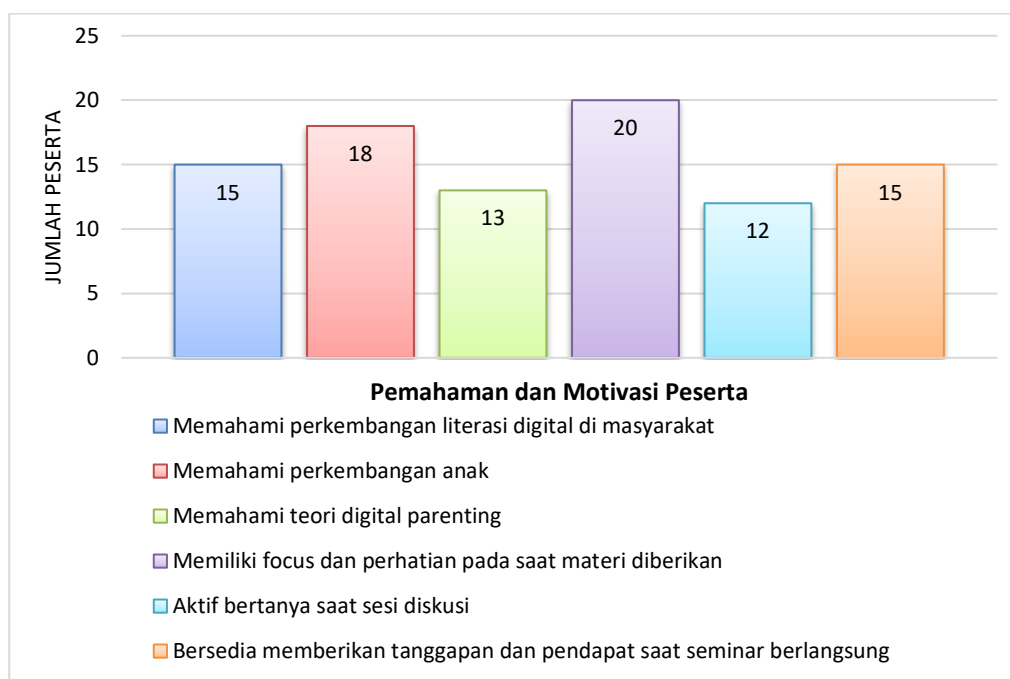 25
20
15
10
5
0
JUMLAH PESERTA
15
18
13
20
12
15
Pemahaman dan Motivasi Peserta
Memahami perkembangan literasi digital di masyarakat
Memahami perkembangan anak
Memahami teori digital parenting
Memiliki focus dan perhatian pada saat materi diberikan
Aktif bertanya saat sesi diskusi
Bersedia memberikan tanggapan dan pendapat saat seminar berlangsung